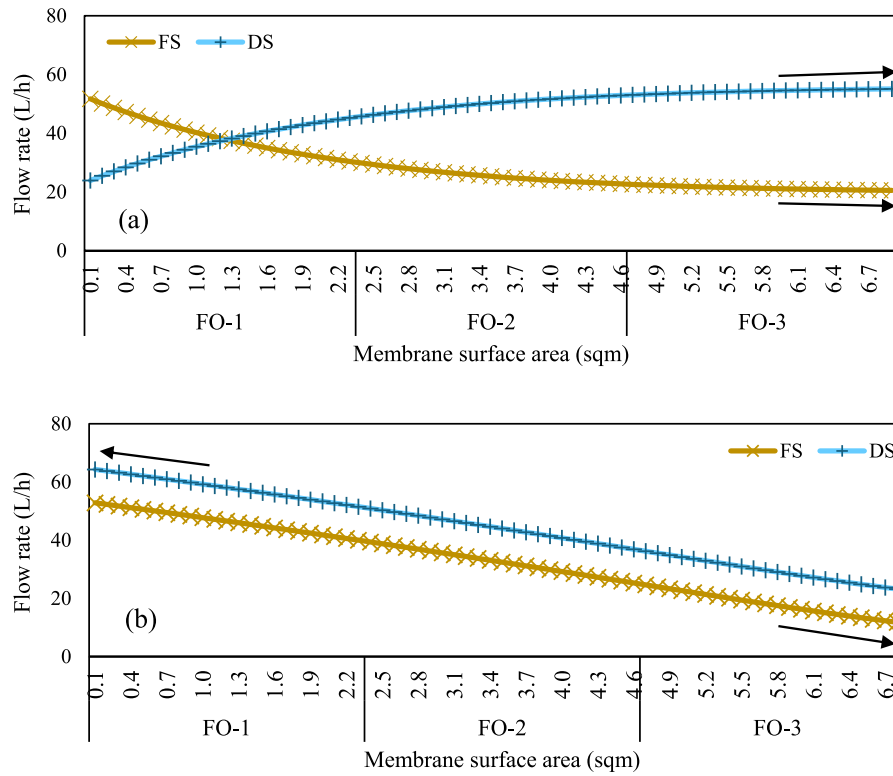 80
FS DS
60
40
20
0
Flow rate (L/h)
(a)
0.1 0.4 0.7 1.0 1.3 1.6 1.9 2.2 2.5 2.8 3.1 3.4 3.7 4.0 4.3 4.6 4.9 5.2 5.5 5.8 6.1 6.4 6.7
FO-1 FO-2 FO-3
Membrane surface area (sqm)
80
FS DS
60
40
20
0
Flow rate (L/h)
(b)
0.1 0.4 0.7 1.0 1.3 1.6 1.9 2.2 2.5 2.8 3.1 3.4 3.7 4.0 4.3 4.6 4.9 5.2 5.5 5.8 6.1 6.4 6.7
FO-1 FO-2 FO-3
Membrane surface area (sqm)